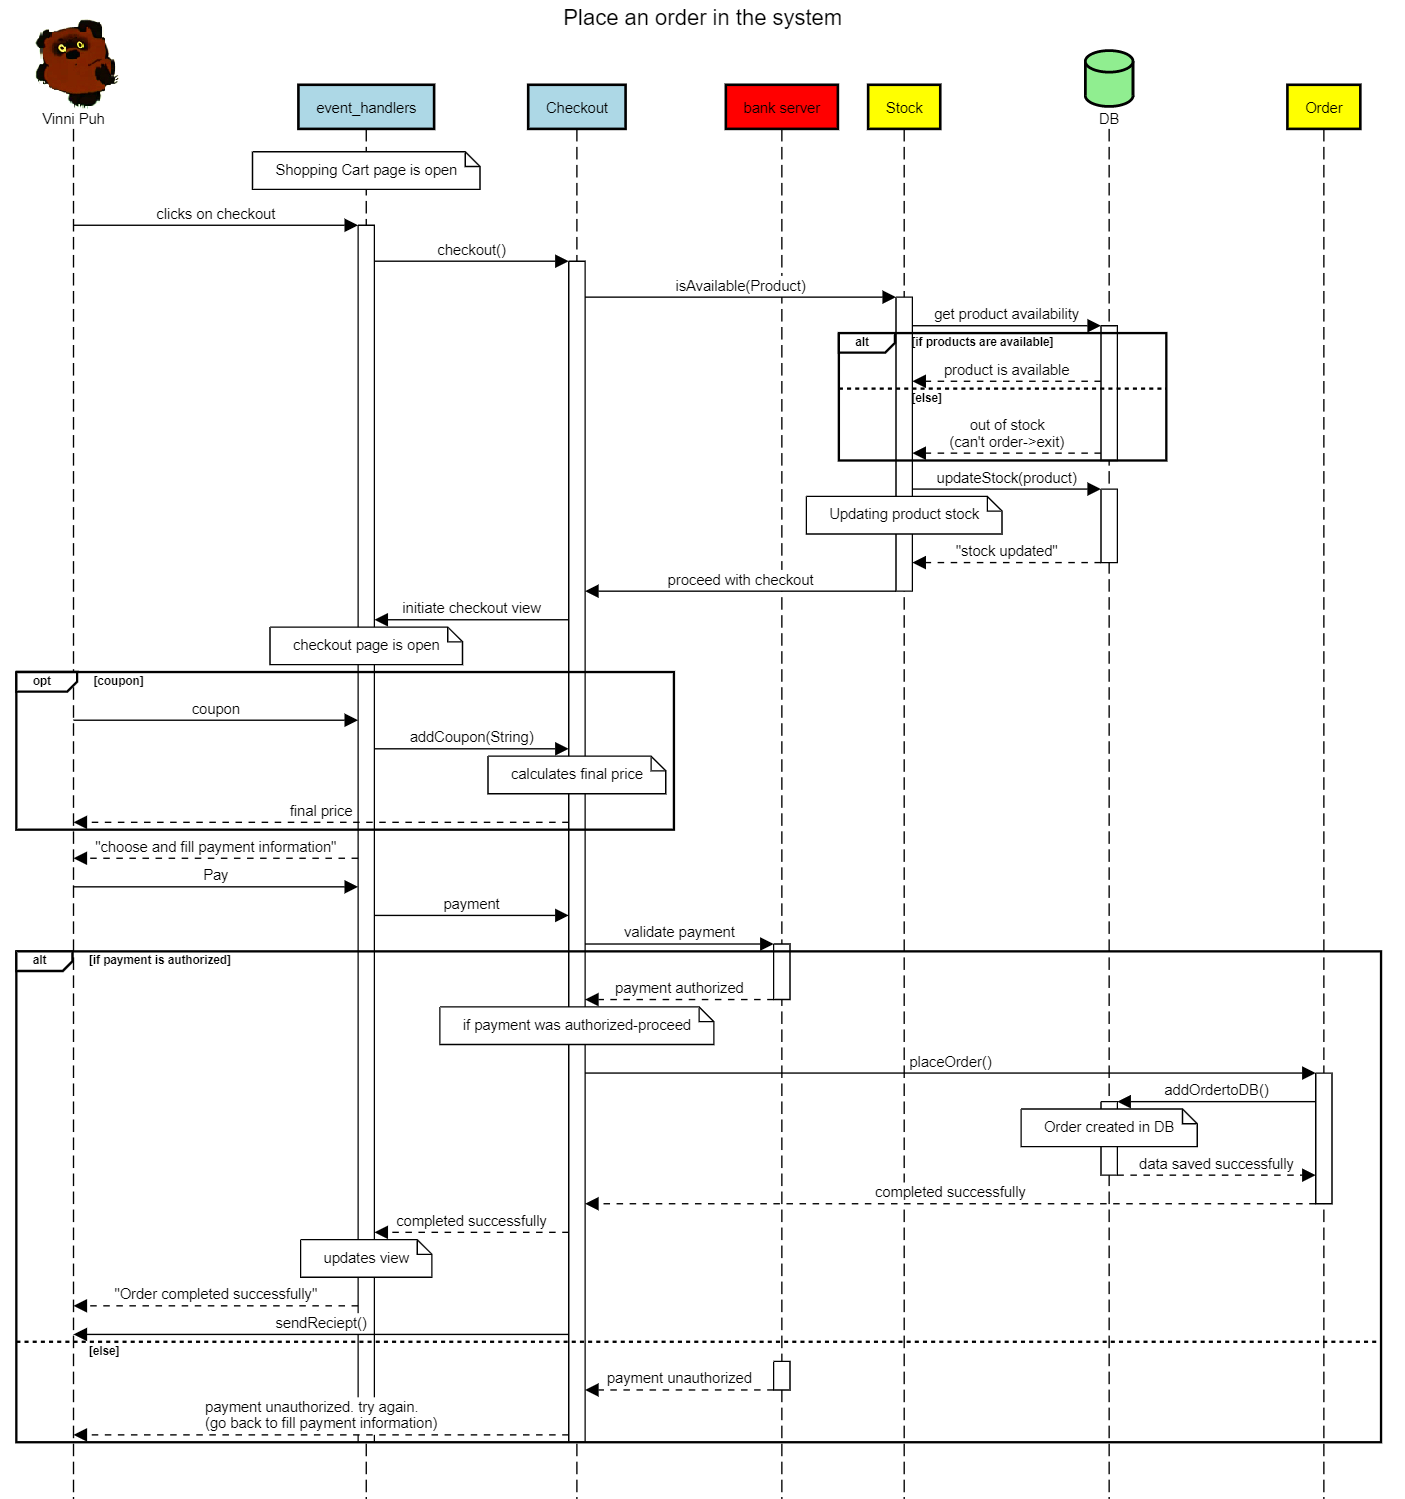 Place an order in the system
Vinni Puh
event_handlers
Checkout
bank server
Stock
DB
Order
Shopping Cart page is open
clicks on checkout
checkout()
isAvailable(Product)
get product availability
alt
[if products are available]
product is available
[else]
out of stock
(can't order->exit)
updateStock(product)
Updating product stock
"stock updated"
proceed with checkout
initiate checkout view
checkout page is open
opt
[coupon]
coupon
addCoupon(String)
calculates final price
final price
"choose and fill payment information"
Pay
payment
validate payment
alt
[if payment is authorized]
payment authorized
if payment was authorized-proceed
placeOrder()
addOrdertoDB()
Order created in DB
data saved successfully
completed successfully
completed successfully
updates view
"Order completed successfully"
sendReciept()
[else]
payment unauthorized
payment unauthorized. try again.
(go back to fill payment information)